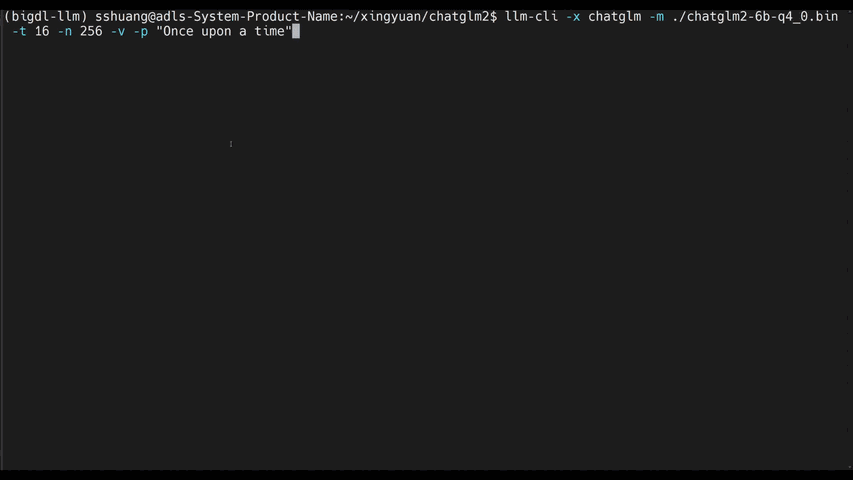 (bigdl-llm) sshuang@adls-System-Product-Name:~/xingyuan/chatglm2$ llm-cli -x chatglm -m ./chatglm2-6b-q4_0.bin
-t 16 -n 256 -v -p "Once upon a time"